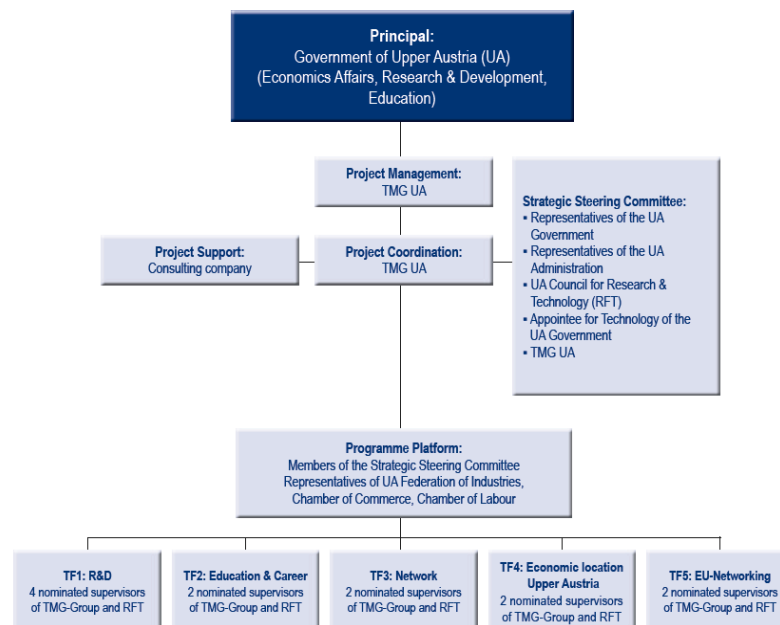 Principal:
Government of Upper Austria (UA)
(Economics Affairs, Research & Development,
Education)
Project Management:
TMG UA
Project Support:
Consulting company
Project Coordination:
TMG UA
Strategic Steering Committee:
▪ Representatives of the UA
Government
▪ Representatives of the UA
Administration
▪ UA Council for Research &
Technology (RFT)
▪ Appointee for Technology of the
UA Government
▪ TMG UA
Programme Platform:
Members of the Strategic Steering Committee
Representatives of UA Federation of Industries,
Chamber of Commerce, Chamber of Labour
TF1: R&D
4 nominated supervisors
of TMG-Group and RFT
TF2: Education & Career
2 nominated supervisors
of TMG-Group and RFT
TF3: Network
2 nominated supervisors
of TMG-Group and RFT
TF4: Economic location
Upper Austria
2 nominated supervisors
of TMG-Group and RFT
TF5: EU-Networking
2 nominated supervisors
of TMG-Group and RFT